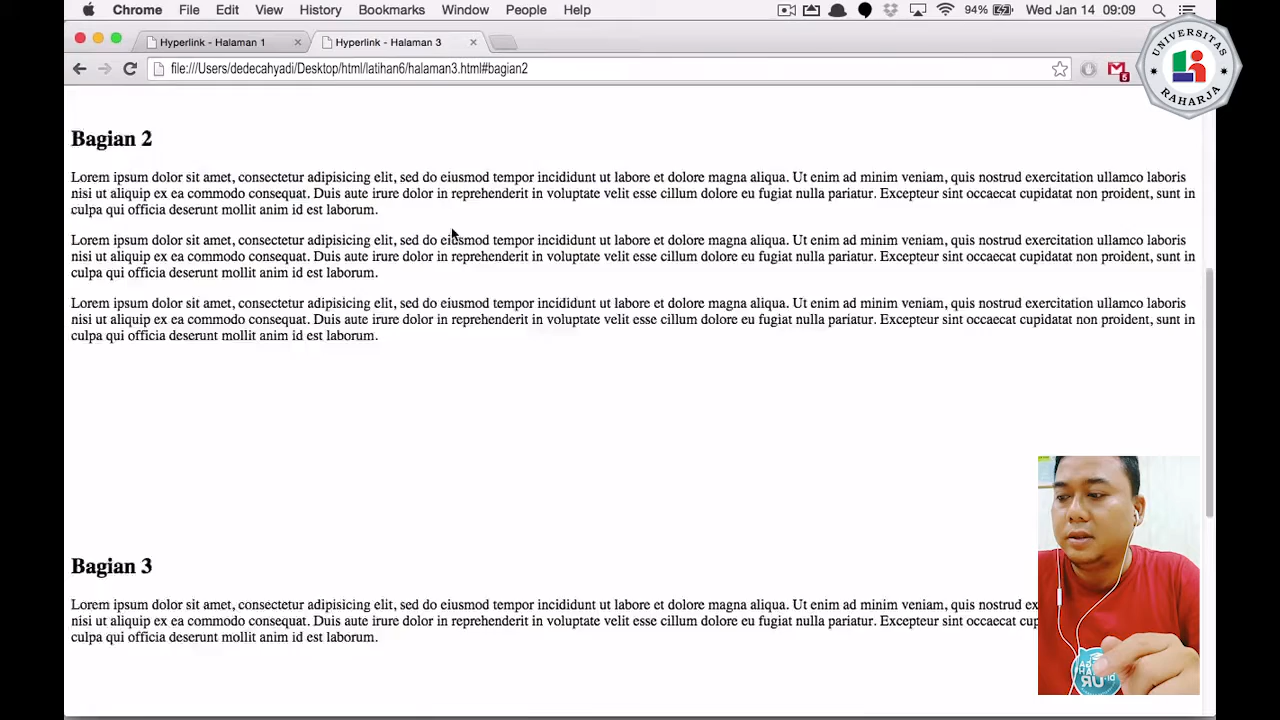 Chrome File Edit View History Bookmarks Window People Help 94% Wed Jan 14 09:09
Hyperlink - Halaman 1 Hyperlink - Halaman 3
file:///Users/dedecahyadi/Desktop/html/latihan6/halaman3.html#bagian2
UNIVERSITAS
RAHARJA
Bagian 2
Lorem ipsum dolor sit amet, consectetur adipisicing elit, sed do eiusmod tempor incididunt ut labore et dolore magna aliqua. Ut enim ad minim veniam, quis nostrud exercitation ullamco laboris
nisi ut aliquip ex ea commodo consequat. Duis aute irure dolor in reprehenderit in voluptate velit esse cillum dolore eu fugiat nulla pariatur. Excepteur sint occaecat cupidatat non proident, sunt in
culpa qui officia deserunt mollit anim id est laborum.
Lorem ipsum dolor sit amet, consectetur adipisicing elit, sed do eiusmod tempor incididunt ut labore et dolore magna aliqua. Ut enim ad minim veniam, quis nostrud exercitation ullamco laboris
nisi ut aliquip ex ea commodo consequat. Duis aute irure dolor in reprehenderit in voluptate velit esse cillum dolore eu fugiat nulla pariatur. Excepteur sint occaecat cupidatat non proident, sunt in
culpa qui officia deserunt mollit anim id est laborum.
Lorem ipsum dolor sit amet, consectetur adipisicing elit, sed do eiusmod tempor incididunt ut labore et dolore magna aliqua. Ut enim ad minim veniam, quis nostrud exercitation ullamco laboris
nisi ut aliquip ex ea commodo consequat. Duis aute irure dolor in reprehenderit in voluptate velit esse cillum dolore eu fugiat nulla pariatur. Excepteur sint occaecat cupidatat non proident, sunt in
culpa qui officia deserunt mollit anim id est laborum.
Bagian 3
Lorem ipsum dolor sit amet, consectetur adipisicing elit, sed do eiusmod tempor incididunt ut labore et dolore magna aliqua. Ut enim ad minim veniam, quis nostrud ex
nisi ut aliquip ex ea commodo consequat. Duis aute irure dolor in reprehenderit in voluptate velit esse cillum dolore eu fugiat nulla pariatur. Excepteur sint occaecat cup
culpa qui officia deserunt mollit anim id est laborum.